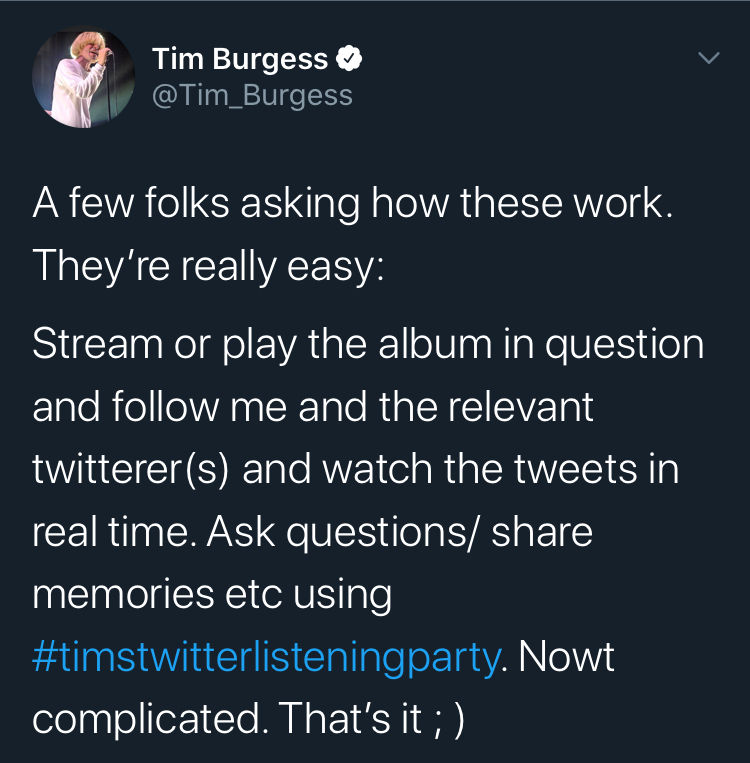 Tim Burgess
@Tim_Burgess
A few folks asking how these work.
They’re really easy:
Stream or play the album in question
and follow me and the relevant
twitterer(s) and watch the tweets in
real time. Ask questions/ share
memories etc using
#timstwitterlisteningparty. Nowt
complicated. That’s it ; )